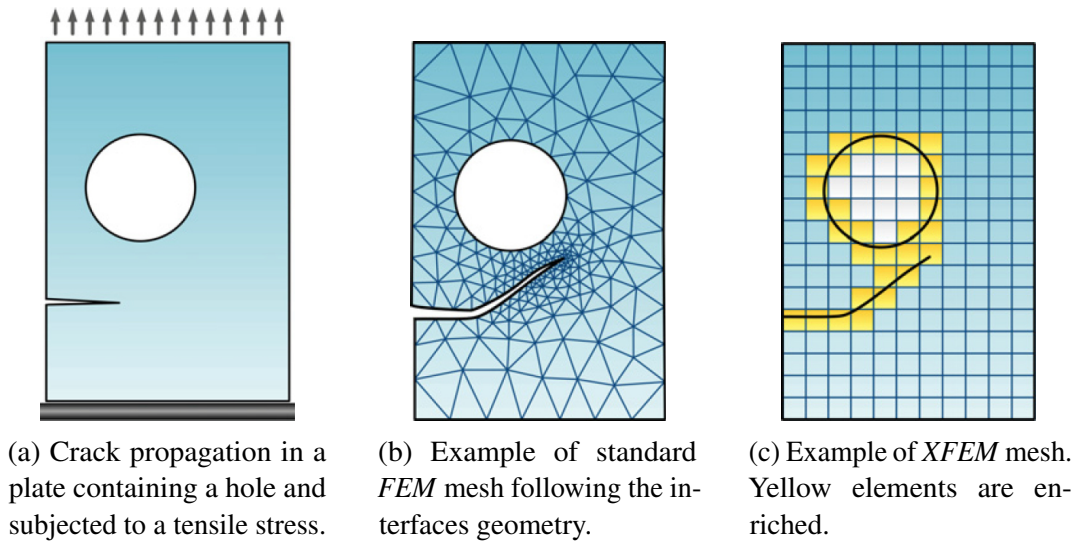 (a) Crack propagation in a
plate containing a hole and
subjected to a tensile stress.
(b) Example of standard
FEM mesh following the in-
terfaces geometry.
(c) Example of XFEM mesh.
Yellow elements are en-
riched.